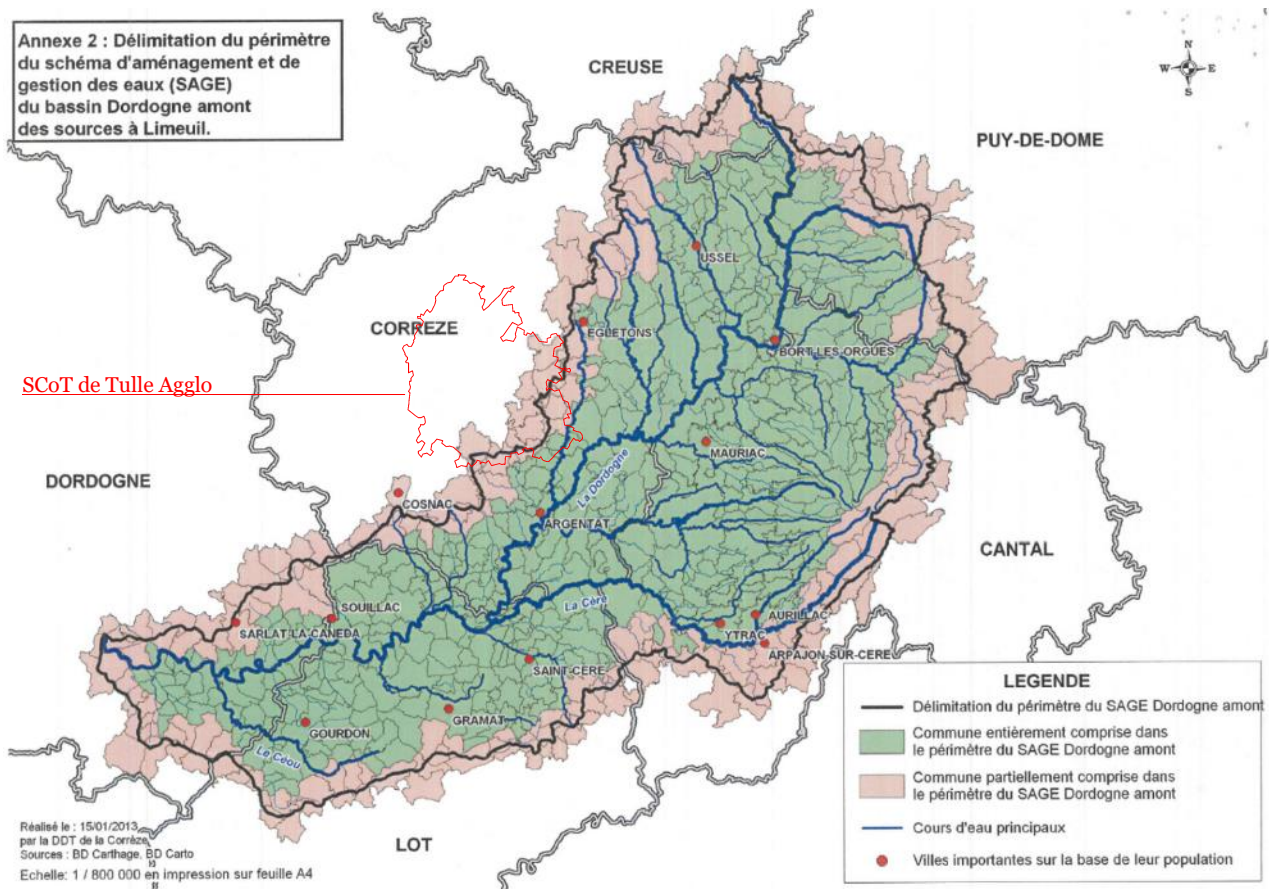 Annexe 2 : Délimitation du périmètre
du schéma d'aménagement et de
gestion des eaux (SAGE)
du bassin Dordogne amont
des sources à Limeuil.
CREUSE
N
W
E
S
PUY-DE-DOME
USSEL
CORREZE
EGLETONS
BORT-LES-ORGUES
SCoT de Tulle Agglo
MAURIAC
DORDOGNE
La Dordogne
COSNAC
ARGENTAT
CANTAL
La Cère
SOUILLAC
AURILLAC
SARLAT-LA-CANEDA
YTRAC
ARPAJON-SUR-CERE
SAINT-CERE
GRAMAT
GOURDON
Le Céou
LOT
LEGENDE
Délimitation du périmètre du SAGE Dordogne amont
Commune entièrement comprise dans
le périmètre du SAGE Dordogne amont
Commune partiellement comprise dans
le périmètre du SAGE Dordogne amont
Cours d'eau principaux
Villes importantes sur la base de leur population
Réalisé le : 15/01/2013
par la DDT de la Corrèze
Sources : BD Carthage, BD Carto
Echelle: 1 / 800 000 en impression sur feuille A4